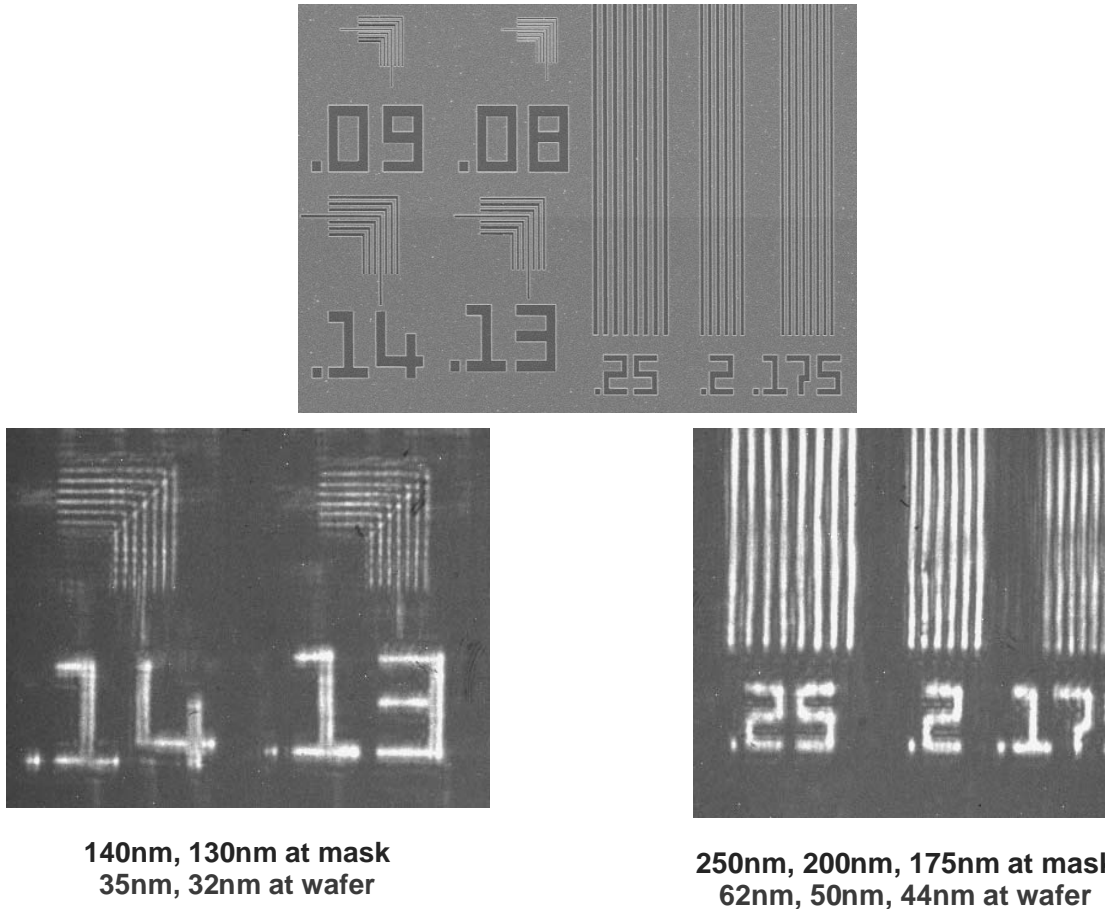 .09 .08
.14 .13
.25 .2 .175
.14 .13
.25 .2 .17
140nm, 130nm at mask
35nm, 32nm at wafer
250nm, 200nm, 175nm at mask
62nm, 50nm, 44nm at wafer